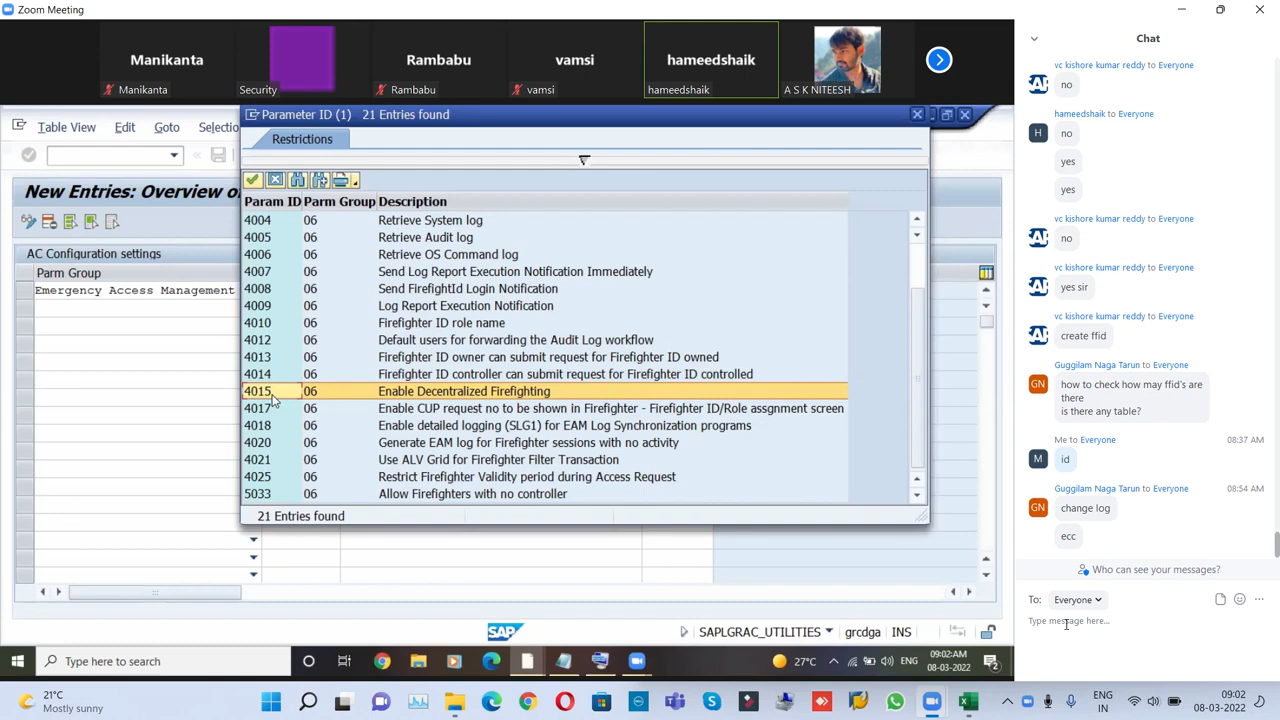 Zoom Meeting
Manikanta
Rambabu
vamsi
hameedshaik
Manikanta
Security
Rambabu
vamsi
hameedshaik
A S K NITEESH
Table View Edit Goto Selectio
Parameter ID (1) 21 Entries found
Restrictions
New Entries: Overview o
AC Configuration settings
Parm Group
Emergency Access Management
Param ID Parm Group Description
4004 06 Retrieve System log
4005 06 Retrieve Audit log
4006 06 Retrieve OS Command log
4007 06 Send Log Report Execution Notification Immediately
4008 06 Send FirefightId Login Notification
4009 06 Log Report Execution Notification
4010 06 Firefighter ID role name
4012 06 Default users for forwarding the Audit Log workflow
4013 06 Firefighter ID owner can submit request for Firefighter ID owned
4014 06 Firefighter ID controller can submit request for Firefighter ID controlled
4015 06 Enable Decentralized Firefighting
4017 06 Enable CUP request no to be shown in Firefighter - Firefighter ID/Role assgnment screen
4018 06 Enable detailed logging (SLG1) for EAM Log Synchronization programs
4020 06 Generate EAM log for Firefighter sessions with no activity
4021 06 Use ALV Grid for Firefighter Filter Transaction
4025 06 Restrict Firefighter Validity period during Access Request
5033 06 Allow Firefighters with no controller
21 Entries found
SAP
SAPLGRAC_UTILITIES grcdga INS
Type here to search
27°C ENG 09:02 AM
08-03-2022 2
Chat
vc kishore kumar reddy to Everyone
SAP
no
hameedshaik to Everyone
H
no
yes
yes
vc kishore kumar reddy to Everyone
SAP
no
vc kishore kumar reddy to Everyone
SAP
yes sir
vc kishore kumar reddy to Everyone
SAP
create ffid
Guggilam Naga Tarun to Everyone
GN
how to check how may ffid's are
there
is there any table?
Me to Everyone 08:37 AM
M
id
Guggilam Naga Tarun to Everyone 08:54 AM
GN
change log
ecc
Who can see your messages?
To: Everyone
Type message here...
21°C
Mostly sunny
ENG
IN
09:02
08-03-2022